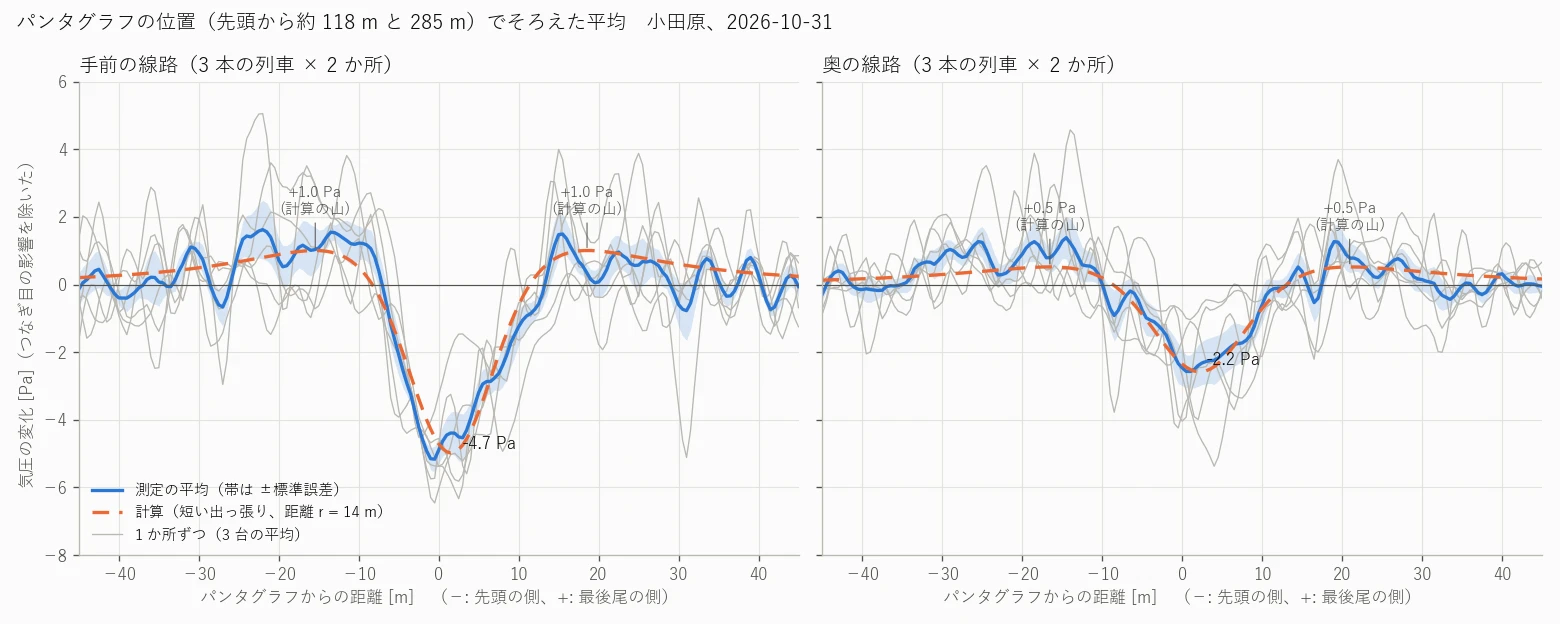 パンタグラフの位置（先頭から約 118 m と 285 m）でそろえた平均　小田原、2026-10-31
手前の線路（3 本の列車 × 2 か所）
奥の線路（3 本の列車 × 2 か所）
気圧の変化 [Pa]（つなぎ目の影響を除いた）
6
4
2
0
−2
−4
−6
−8
+1.0 Pa
（計算の山）
+1.0 Pa
（計算の山）
-4.7 Pa
+0.5 Pa
（計算の山）
+0.5 Pa
（計算の山）
-2.2 Pa
測定の平均（帯は ±標準誤差）
計算（短い出っ張り、距離 r = 14 m）
1 か所ずつ（3 台の平均）
−40 −30 −20 −10 0 10 20 30 40
−40 −30 −20 −10 0 10 20 30 40
パンタグラフからの距離 [m]　（−: 先頭の側、+: 最後尾の側）
パンタグラフからの距離 [m]　（−: 先頭の側、+: 最後尾の側）